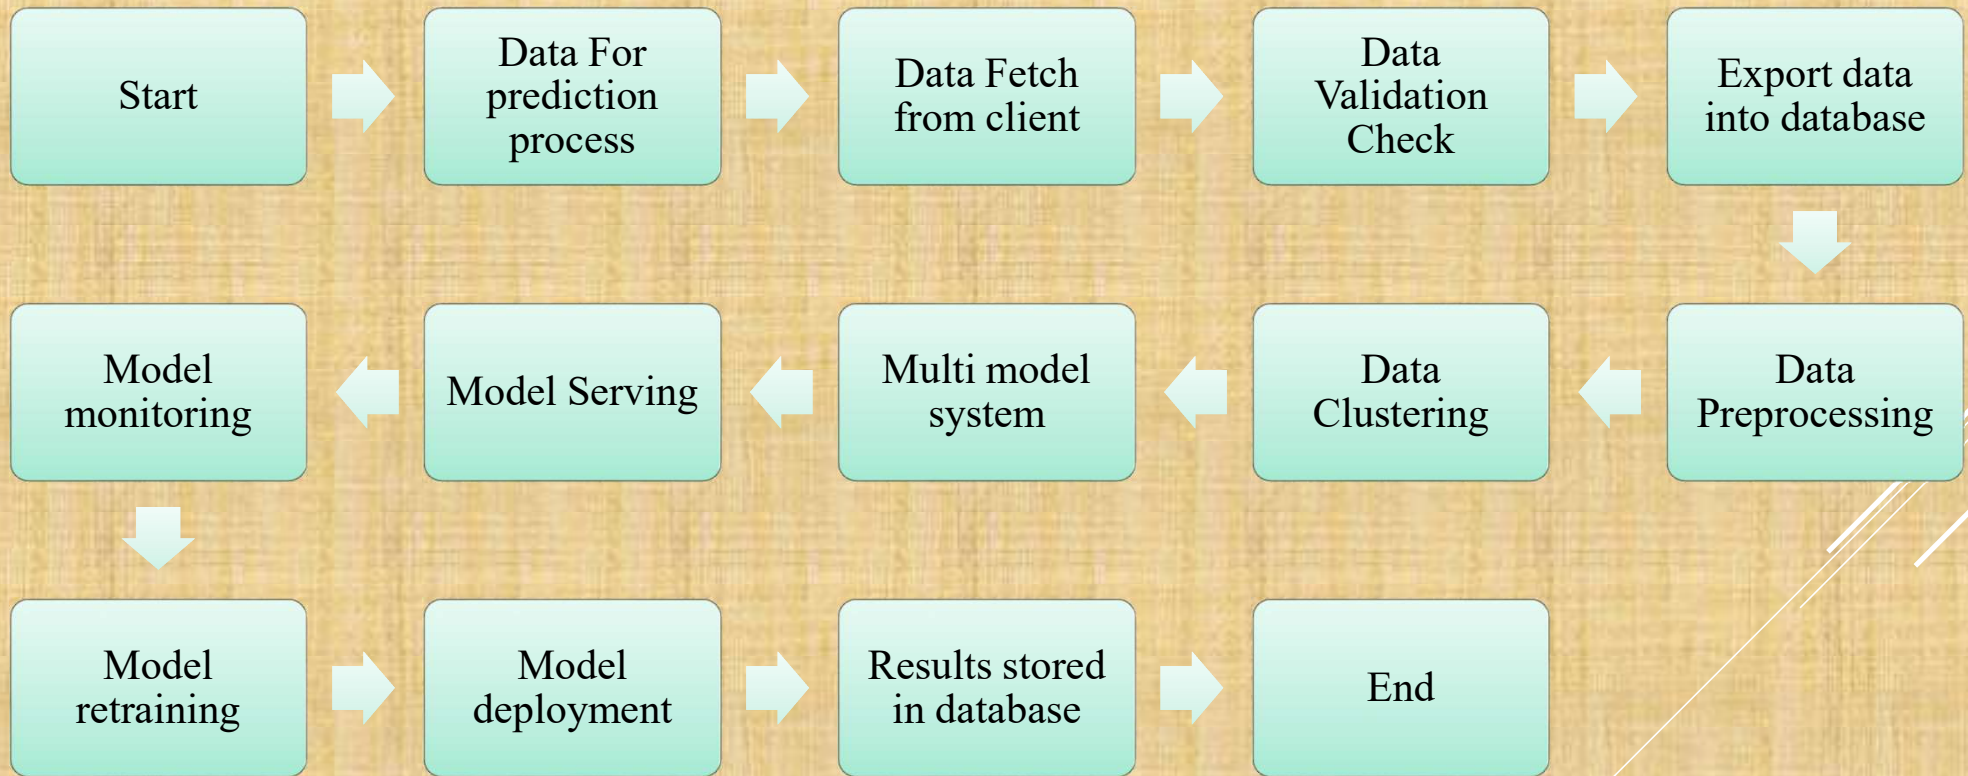 Start
Data For
prediction
process
Data Fetch
from client
Data
Validation
Check
Export data
into database
Data
Preprocessing
Data
Clustering
Multi model
system
Model Serving
Model
monitoring
Model
retraining
Model
deployment
Results stored
in database
End